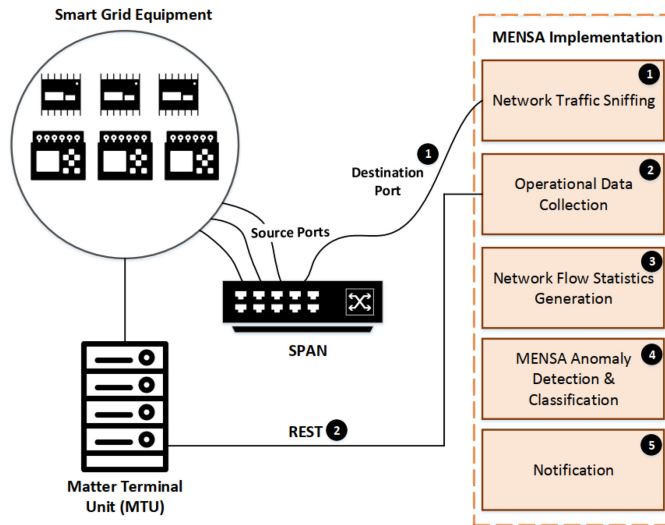 Smart Grid Equipment
MENSA Implementation
1
Network Traffic Sniffing
1
Destination
Port
2
Operational Data
Collection
Source Ports
3
Network Flow Statistics
Generation
SPAN
4
MENSA Anomaly
Detection &
Classification
REST 2
5
Notification
Matter Terminal
Unit (MTU)